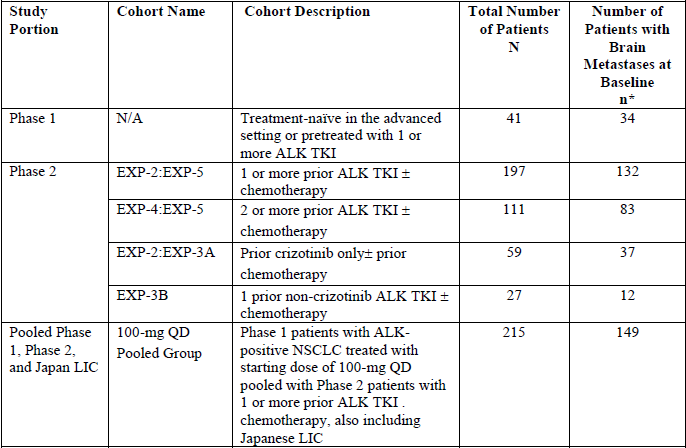 Study Portion
Cohort Name
Cohort Description
Total Number of Patients N
Number of Patients with Brain Metastases at Baseline n*
Phase 1
N/A
Treatment-naïve in the advanced
setting or pretreated with 1 or
more ALK TKI
41
34
Phase 2
EXP-2:EXP-5
1 or more prior ALK TKI ±
chemotherapy
197
132
EXP-4:EXP-5
2 or more prior ALK TKI ±
chemotherapy
111
83
EXP-2:EXP-3A
Prior crizotinib only± prior
chemotherapy
59
37
EXP-3B
1 prior non-crizotinib ALK TKI ±
chemotherapy
27
12
Pooled Phase
1, Phase 2,
and Japan LIC
100-mg QD
Pooled Group
Phase 1 patients with ALK-
positive NSCLC treated with
starting dose of 100-mg QD
pooled with Phase 2 patients with
1 or more prior ALK TKI .
chemotherapy, also including
Japanese LIC
215
149